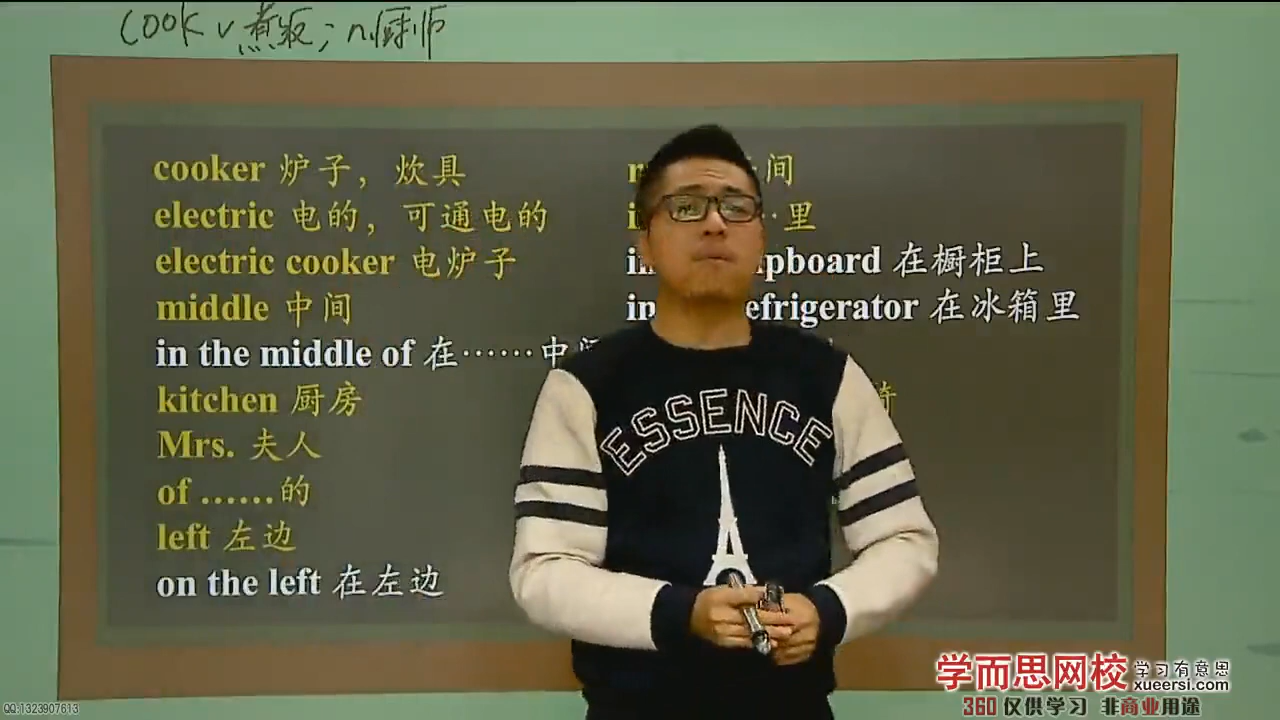 cook v 煮饭；n.厨师
cooker 炉子，炊具
electric 电的，可通电的
electric cooker 电炉子
middle 中间
in the middle of 在……中间
kitchen 厨房
Mrs. 夫人
of ……的
left 左边
on the left 在左边
间
里
在橱柜上
在冰箱里
ESSENCE
学而思网校
学习有意思
xueersi.com
360 仅供学习 非商业用途
QQ:1323907613